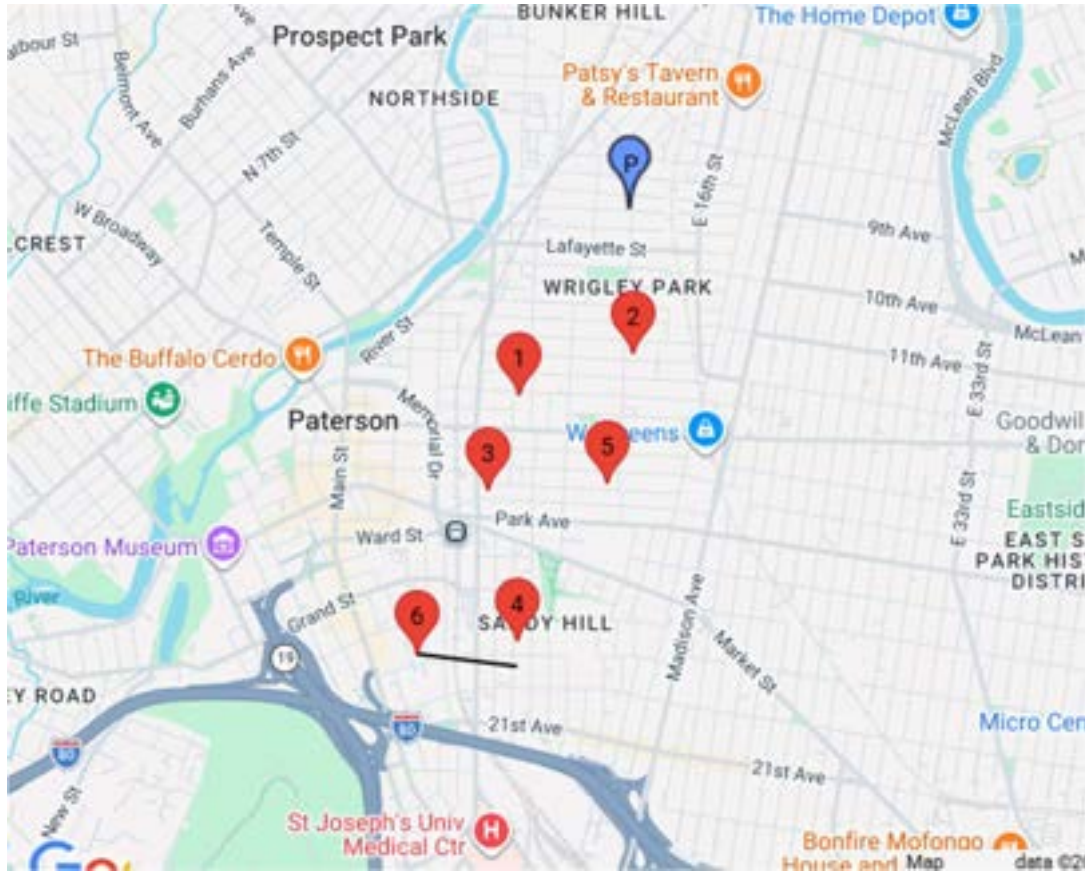 BUNKER HILL
The Home Depot
Prospect Park
Belmont Ave
Burhans Ave
Patsy's Tavern
& Restaurant
McLean Blvd
NORTHSIDE
N 7th St
P
E 16th St
W Broadway
Temple St
Lafayette St
9th Ave
WRIGLEY PARK
10th Ave
2
River St
McLean
The Buffalo Cerdo
1
11th Ave
E 33rd St
Stadium
Paterson
Memorial Dr
3
5
Main St
Park Ave
Ward St
Paterson Museum
Eastsid
E 33rd St
EAST S
PARK HIS
DISTRI
River
Grand St
6
4
HILL
Madison Ave
Market St
19
EY ROAD
21st Ave
80
80
Micro Cen
21st Ave
New St
St Joseph's Univ
Medical Ctr
H
Bonfire Mofongo
House and
Map
data ©20